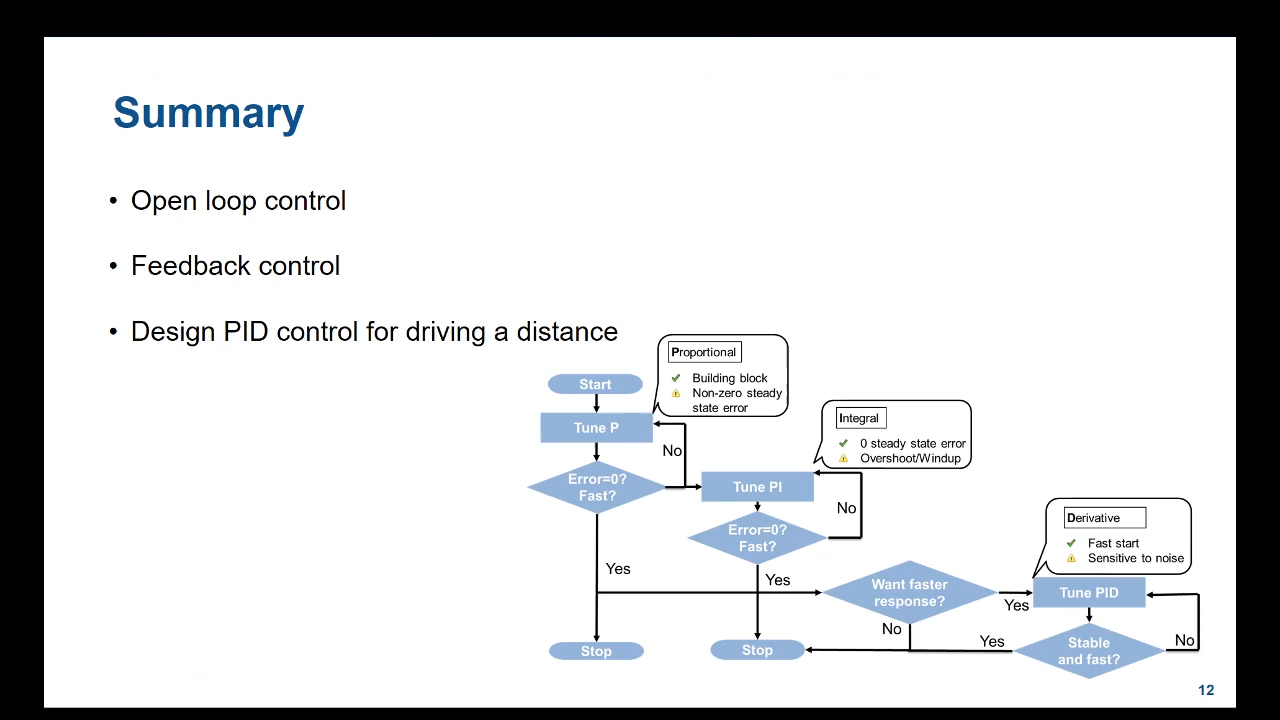 Summary
• Open loop control
• Feedback control
• Design PID control for driving a distance
Proportional
Building block
Non-zero steady
state error
Start
Tune P
No
Error=0?
Fast?
Integral
0 steady state error
Overshoot/Windup
Tune PI
No
Error=0?
Fast?
Derivative
Fast start
Sensitive to noise
Yes
Yes
Want faster
response?
Yes
Tune PID
No
Yes
Stable
and fast?
No
Stop
Stop
12